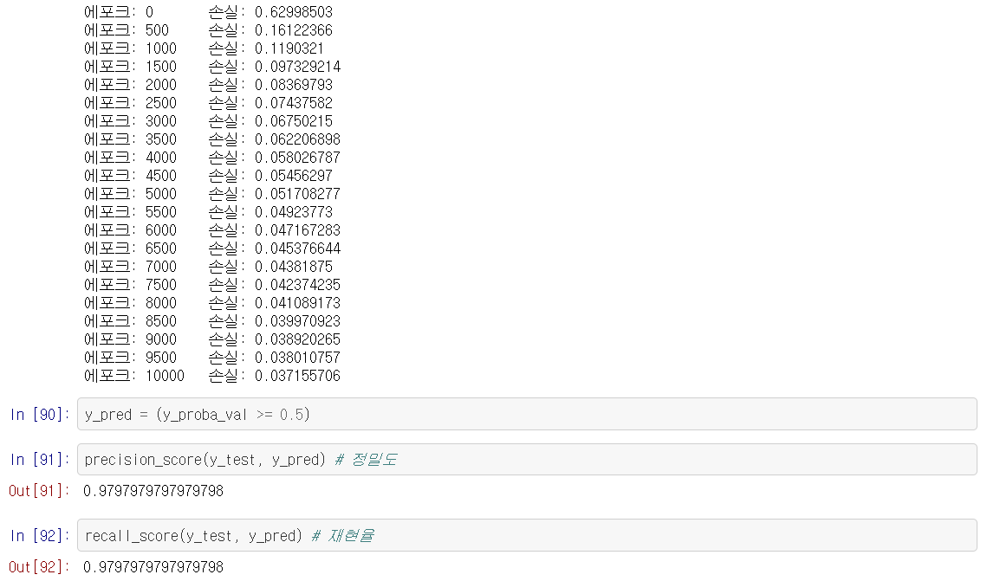 에포크: 0 손실: 0.62998503
에포크: 500 손실: 0.16122366
에포크: 1000 손실: 0.1190321
에포크: 1500 손실: 0.097329214
에포크: 2000 손실: 0.08369793
에포크: 2500 손실: 0.07437582
에포크: 3000 손실: 0.06750215
에포크: 3500 손실: 0.062206898
에포크: 4000 손실: 0.058026787
에포크: 4500 손실: 0.05456297
에포크: 5000 손실: 0.051708277
에포크: 5500 손실: 0.04923773
에포크: 6000 손실: 0.047167283
에포크: 6500 손실: 0.045376644
에포크: 7000 손실: 0.04381875
에포크: 7500 손실: 0.042374235
에포크: 8000 손실: 0.041089173
에포크: 8500 손실: 0.039970923
에포크: 9000 손실: 0.038920265
에포크: 9500 손실: 0.038010757
에포크: 10000 손실: 0.037155706
In [90]: y_pred = (y_proba_val >= 0.5)
In [91]: precision_score(y_test, y_pred) # 정밀도
Out[91]: 0.9797979797979798
In [92]: recall_score(y_test, y_pred) # 재현율
Out[92]: 0.9797979797979798